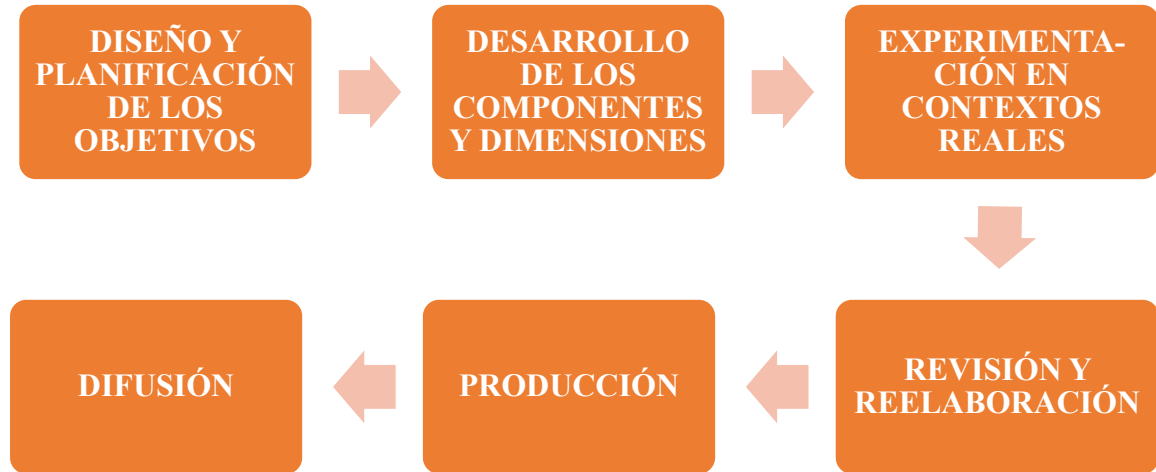 DISEÑO Y
PLANIFICACIÓN
DE LOS
OBJETIVOS
DESARROLLO
DE LOS
COMPONENTES
Y DIMENSIONES
EXPERIMENTA-
CIÓN EN
CONTEXTOS
REALES
REVISIÓN Y
REELABORACIÓN
PRODUCCIÓN
DIFUSIÓN